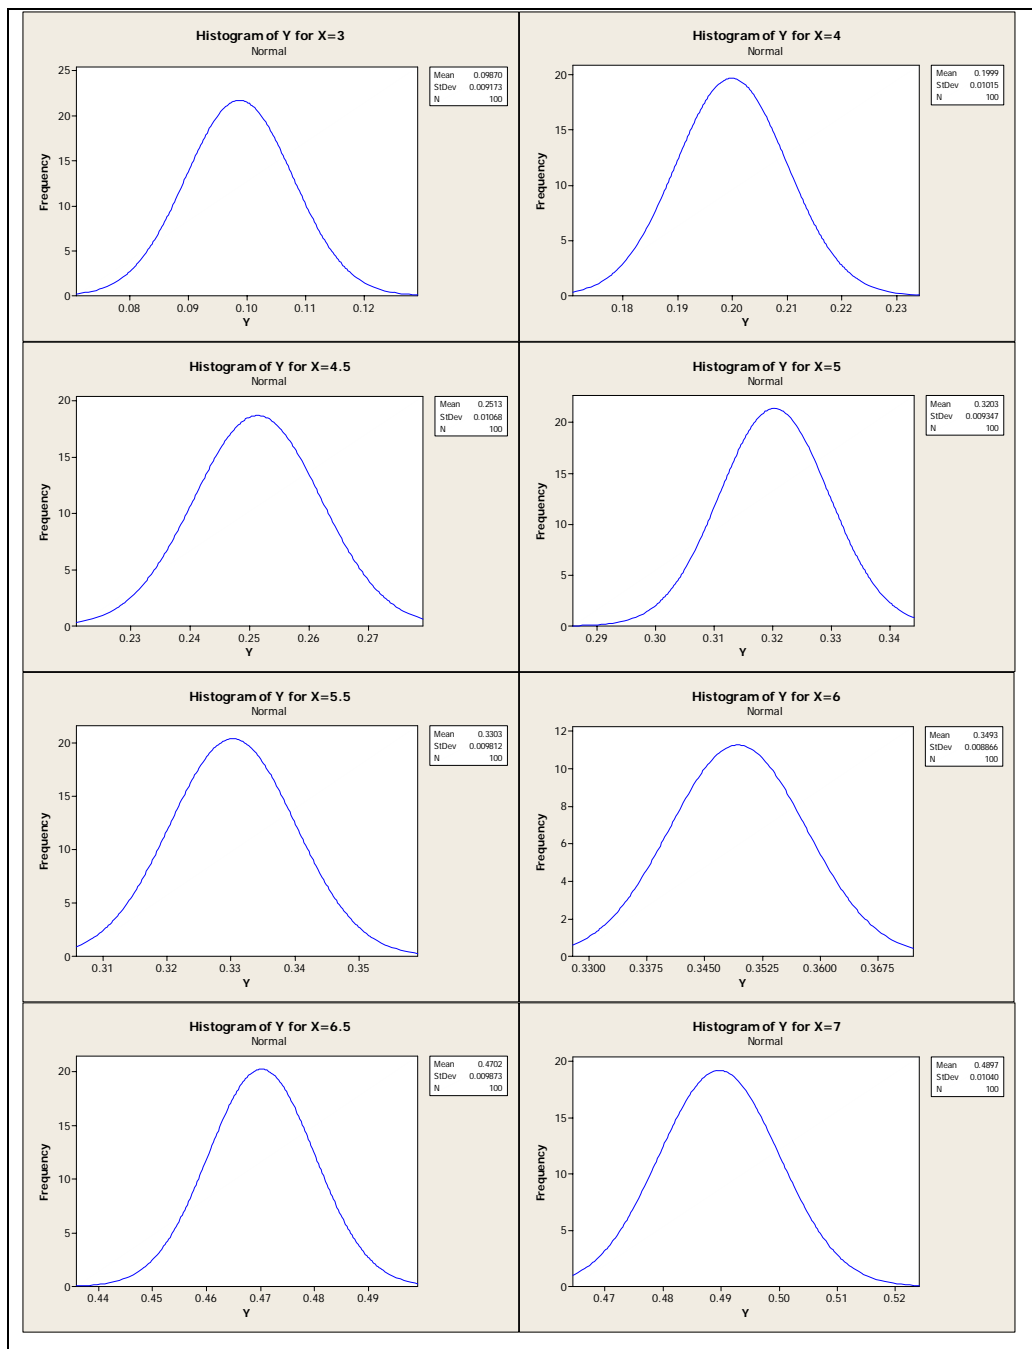 Histogram of Y for X=3
Normal
Mean 0.09870
StDev 0.009173
N 100
Frequency
25
20
15
10
5
0
0.08 0.09 0.10 0.11 0.12
Y
Histogram of Y for X=4
Normal
Mean 0.1999
StDev 0.01015
N 100
Frequency
20
15
10
5
0
0.18 0.19 0.20 0.21 0.22 0.23
Y
Histogram of Y for X=4.5
Normal
Mean 0.2513
StDev 0.01068
N 100
Frequency
20
15
10
5
0
0.23 0.24 0.25 0.26 0.27
Y
Histogram of Y for X=5
Normal
Mean 0.3203
StDev 0.009347
N 100
Frequency
20
15
10
5
0
0.29 0.30 0.31 0.32 0.33 0.34
Y
Histogram of Y for X=5.5
Normal
Mean 0.3303
StDev 0.009812
N 100
Frequency
20
15
10
5
0
0.31 0.32 0.33 0.34 0.35
Y
Histogram of Y for X=6
Normal
Mean 0.3493
StDev 0.008866
N 100
Frequency
12
10
8
6
4
2
0
0.3300 0.3375 0.3450 0.3525 0.3600 0.3675
Y
Histogram of Y for X=6.5
Normal
Mean 0.4702
StDev 0.009873
N 100
Frequency
20
15
10
5
0
0.44 0.45 0.46 0.47 0.48 0.49
Y
Histogram of Y for X=7
Normal
Mean 0.4897
StDev 0.01040
N 100
Frequency
20
15
10
5
0
0.47 0.48 0.49 0.50 0.51 0.52
Y